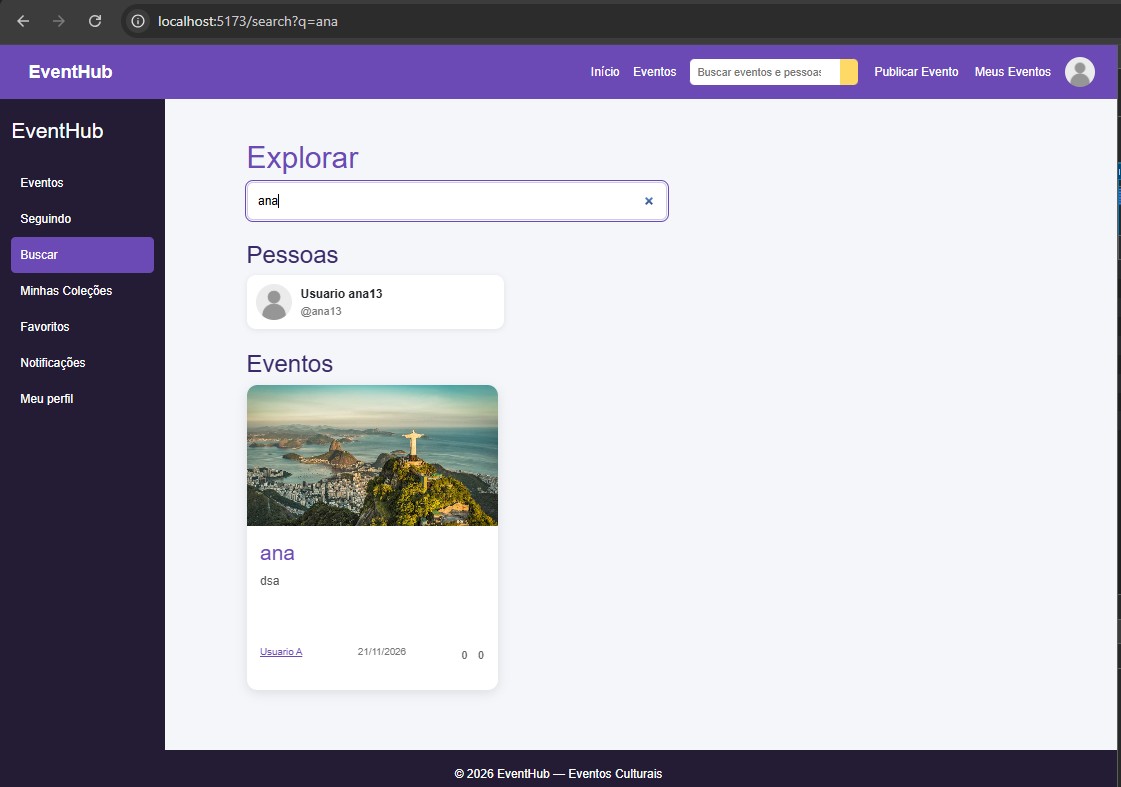 localhost:5173/search?q=ana
EventHub
Início
Eventos
Buscar eventos e pessoas
Publicar Evento
Meus Eventos
EventHub
Eventos
Seguindo
Buscar
Minhas Coleções
Favoritos
Notificações
Meu perfil
Explorar
ana
×
Pessoas
Usuario ana13
@ana13
Eventos
ana
dsa
Usuario A 21/11/2026 0 0
© 2026 EventHub — Eventos Culturais